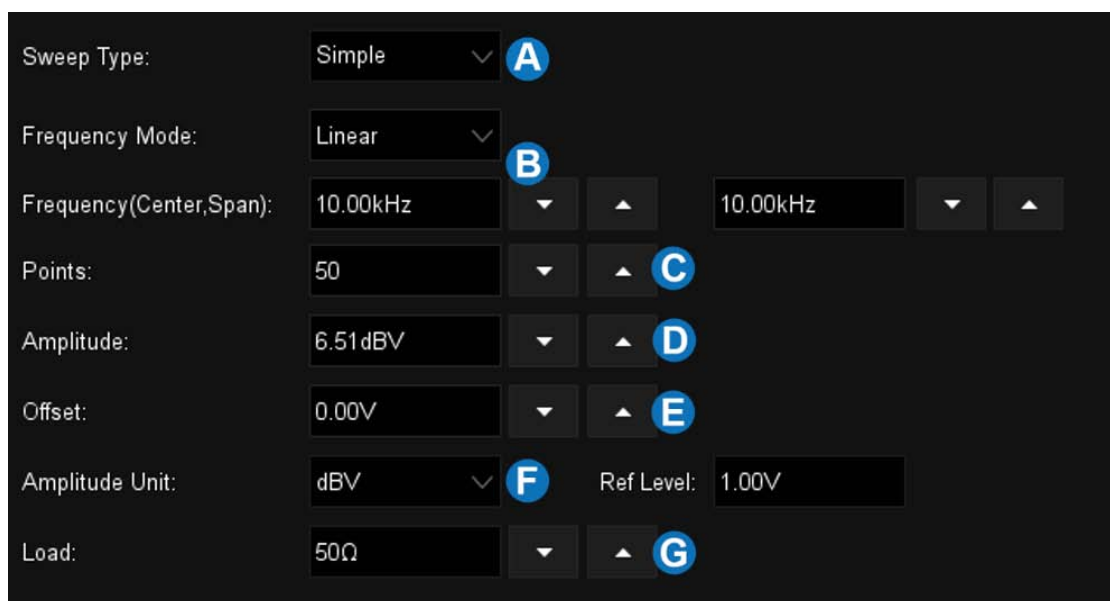 Sweep Type: Simple A
Frequency Mode: Linear
B
Frequency(Center,Span): 10.00kHz 10.00kHz
Points: 50 C
Amplitude: 6.51dBV D
Offset: 0.00V E
Amplitude Unit: dBV F Ref Level: 1.00V
Load: 50Ω G